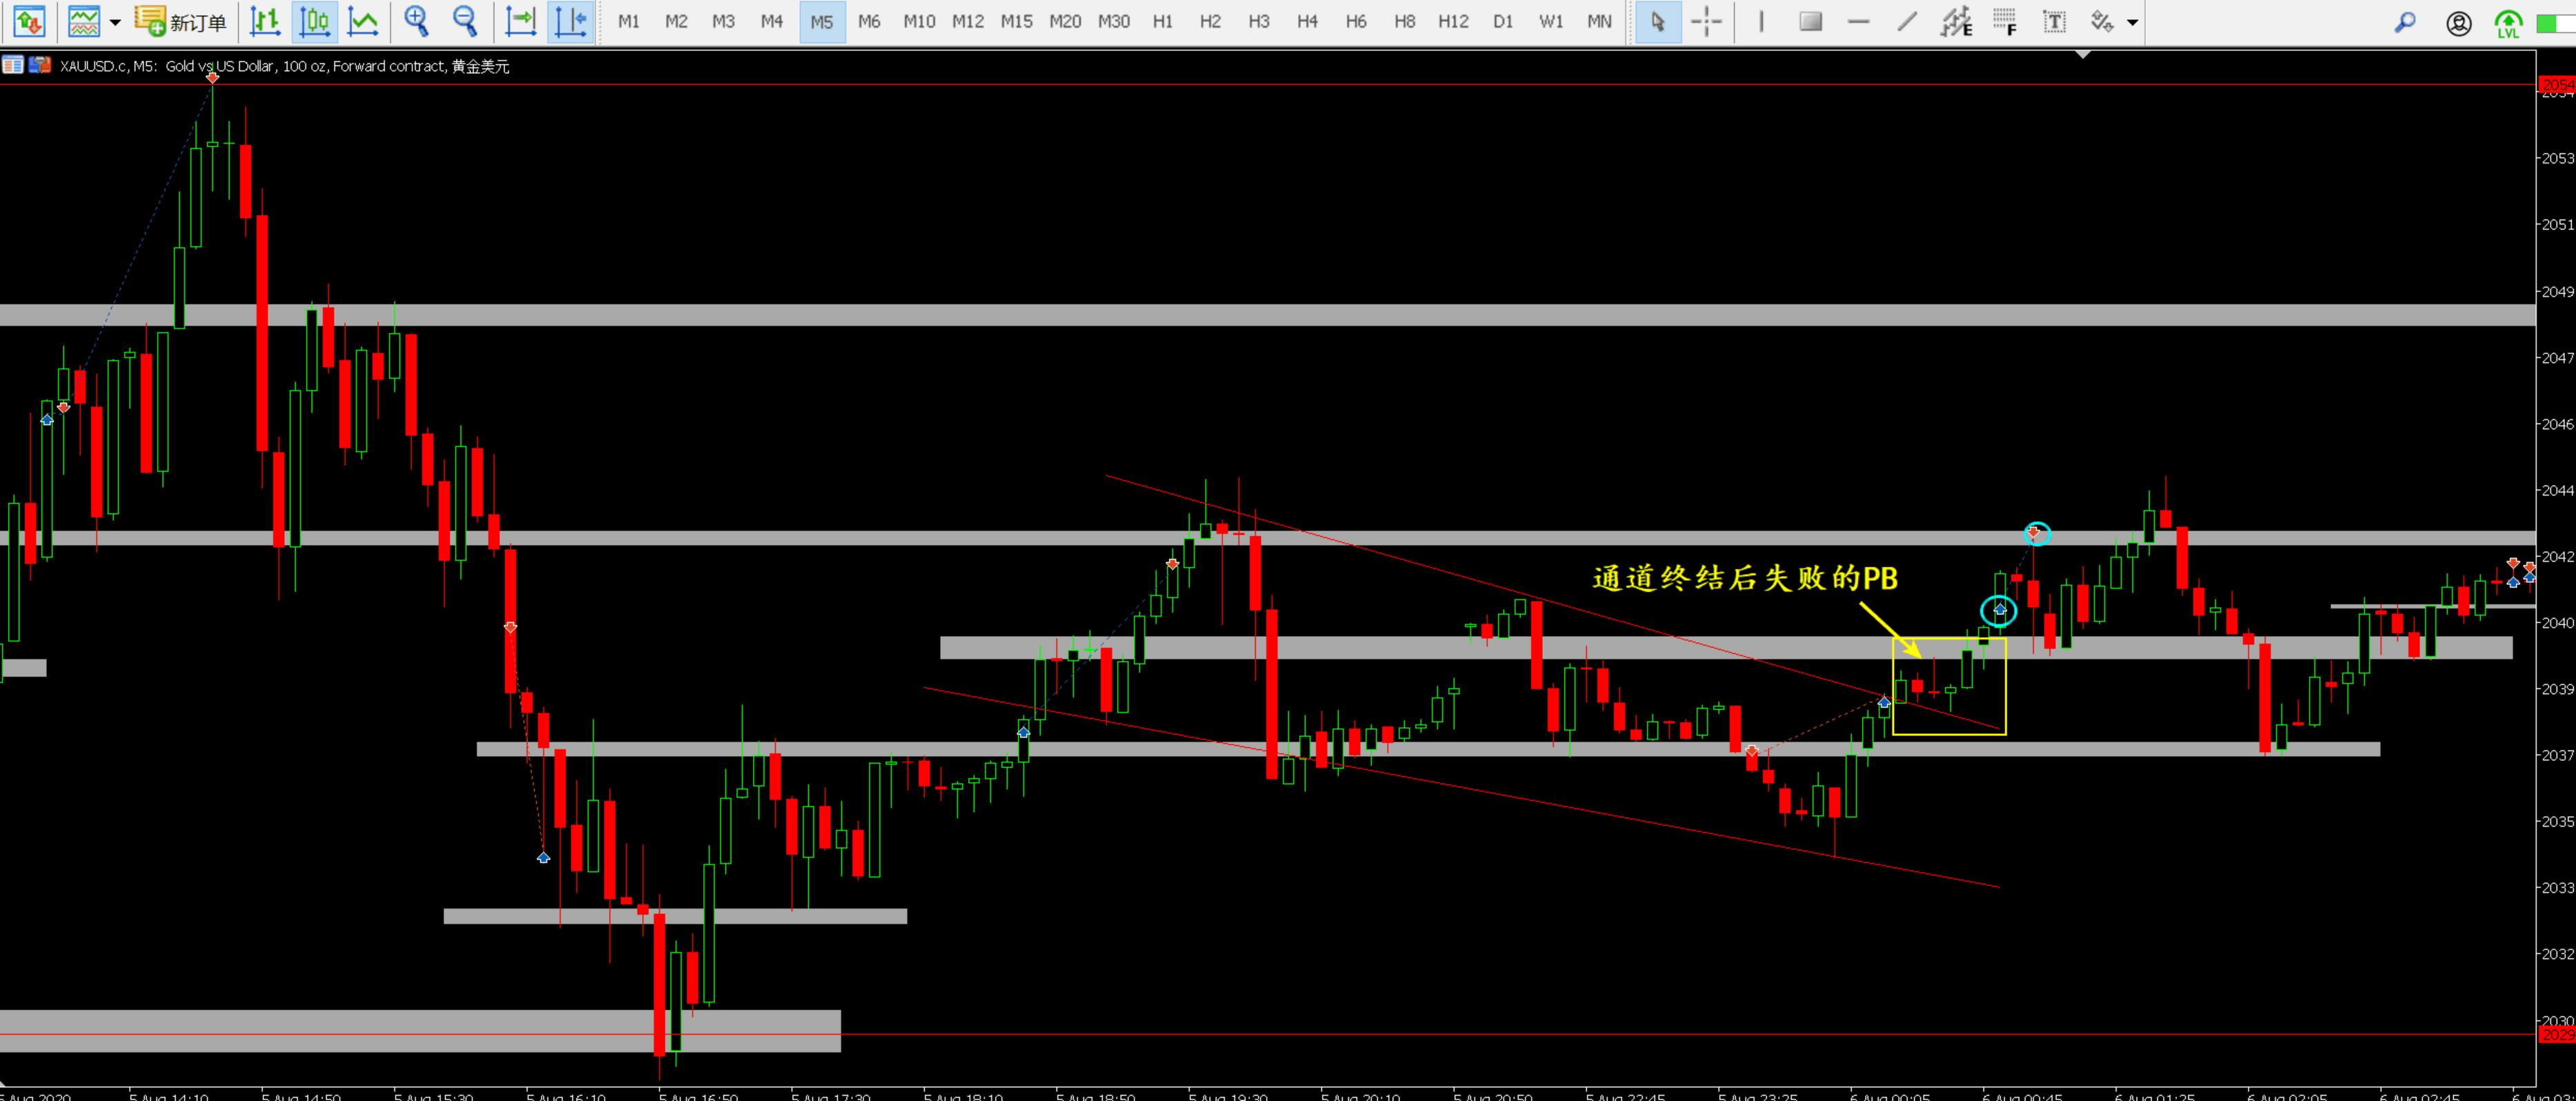 新订单
M1 M2 M3 M4 M5 M6 M10 M12 M15 M20 M30 H1 H2 H3 H4 H6 H8 H12 D1 W1 MN
E F T LVL
XAUUSD.c, M5: Gold vs US Dollar, 100 oz, Forward contract, 黄金美元
2054
2053
2051
2049
2047
2046
2044
2042
通道终结后失败的PB
2040
2039
2037
2035
2033
2032
2030
2029
5 Aug 2020 5 Aug 14:10 5 Aug 14:50 5 Aug 15:30 5 Aug 16:10 5 Aug 16:50 5 Aug 17:30 5 Aug 18:10 5 Aug 18:50 5 Aug 19:30 5 Aug 20:10 5 Aug 20:50 5 Aug 22:45 5 Aug 23:25 6 Aug 00:05 6 Aug 00:45 6 Aug 01:25 6 Aug 02:05 6 Aug 02:45